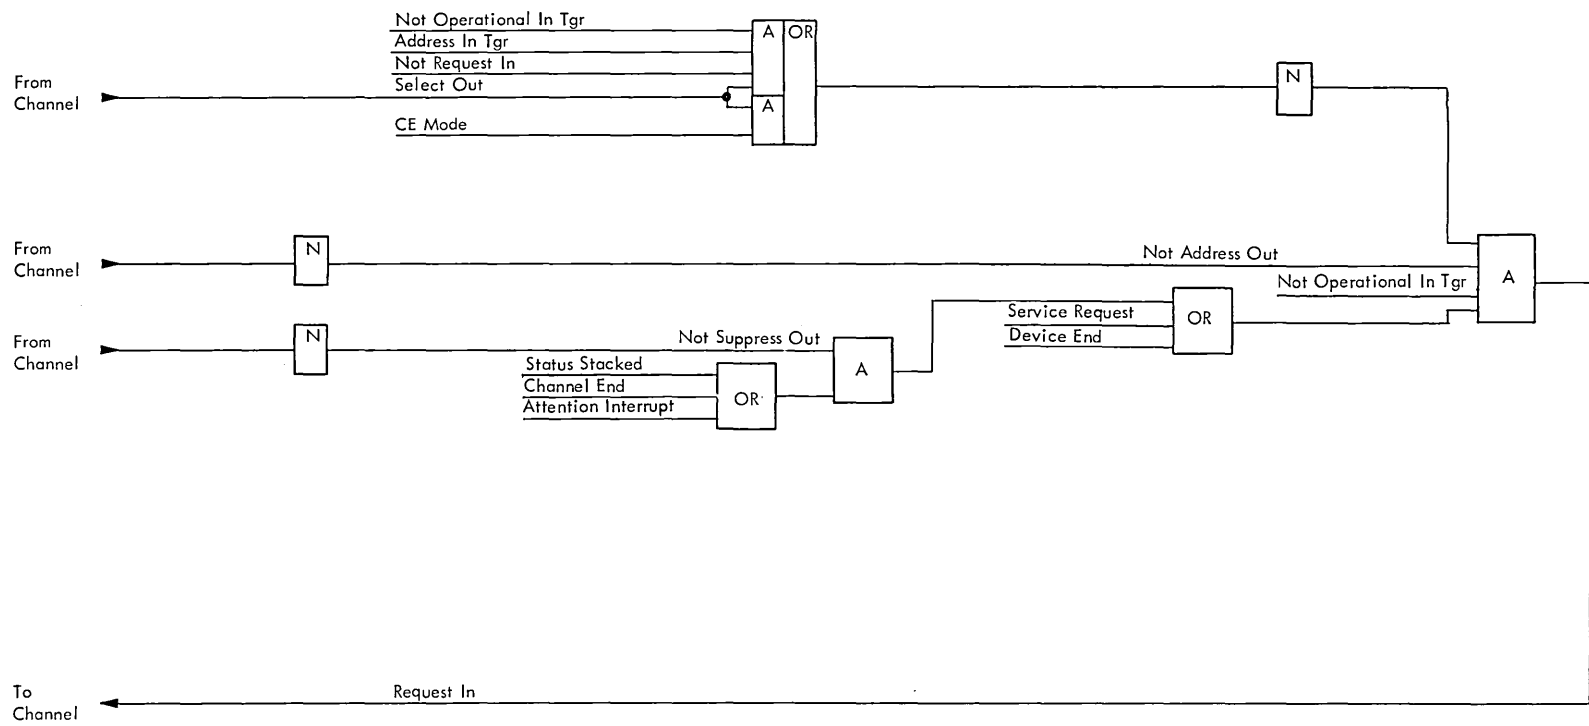 Not Operational In Tgr
Address In Tgr
Not Request In
Select Out
From
Channel
CE Mode
A
OR
A
N
From
Channel
N
Not Address Out
Not Operational In Tgr
A
From
Channel
N
Not Suppress Out
Status Stacked
Channel End
Attention Interrupt
OR
A
Service Request
Device End
OR
To
Channel
Request In